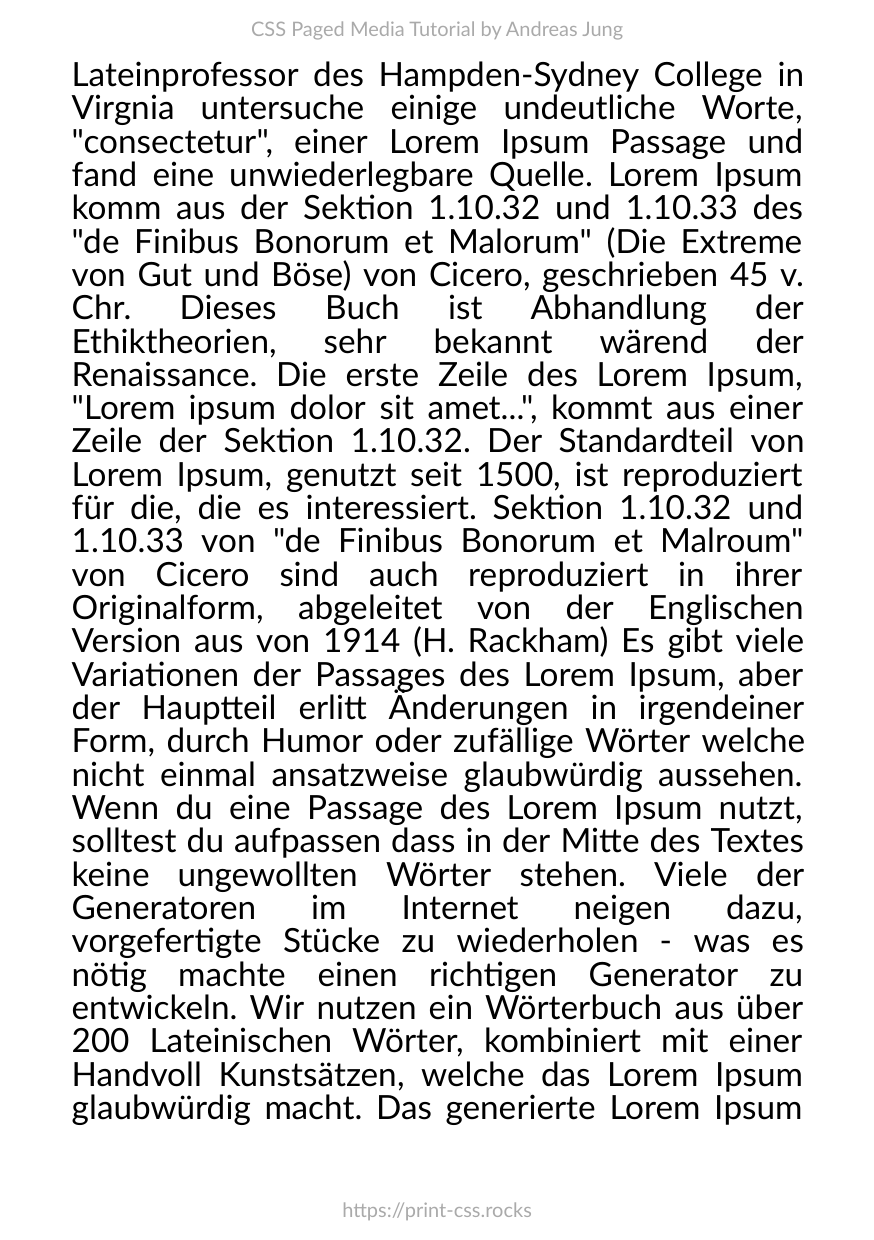 CSS Paged Media Tutorial by Andreas Jung
Lateinprofessor des Hampden-Sydney College in
Virgnia untersuche einige undeutliche Worte,
"consectetur", einer Lorem Ipsum Passage und
fand eine unwiederlegbare Quelle. Lorem Ipsum
komm aus der Sektion 1.10.32 und 1.10.33 des
"de Finibus Bonorum et Malorum" (Die Extreme
von Gut und Böse) von Cicero, geschrieben 45 v.
Chr. Dieses Buch ist Abhandlung der
Ethiktheorien, sehr bekannt wärend der
Renaissance. Die erste Zeile des Lorem Ipsum,
"Lorem ipsum dolor sit amet...", kommt aus einer
Zeile der Sektion 1.10.32. Der Standardteil von
Lorem Ipsum, genutzt seit 1500, ist reproduziert
für die, die es interessiert. Sektion 1.10.32 und
1.10.33 von "de Finibus Bonorum et Malroum"
von Cicero sind auch reproduziert in ihrer
Originalform, abgeleitet von der Englischen
Version aus von 1914 (H. Rackham) Es gibt viele
Variationen der Passages des Lorem Ipsum, aber
der Hauptteil erlitt Änderungen in irgendeiner
Form, durch Humor oder zufällige Wörter welche
nicht einmal ansatzweise glaubwürdig aussehen.
Wenn du eine Passage des Lorem Ipsum nutzt,
solltest du aufpassen dass in der Mitte des Textes
keine ungewollten Wörter stehen. Viele der
Generatoren im Internet neigen dazu,
vorgefertigte Stücke zu wiederholen - was es
nötig machte einen richtigen Generator zu
entwickeln. Wir nutzen ein Wörterbuch aus über
200 Lateinischen Wörter, kombiniert mit einer
Handvoll Kunstsätzen, welche das Lorem Ipsum
glaubwürdig macht. Das generierte Lorem Ipsum
https://print-css.rocks